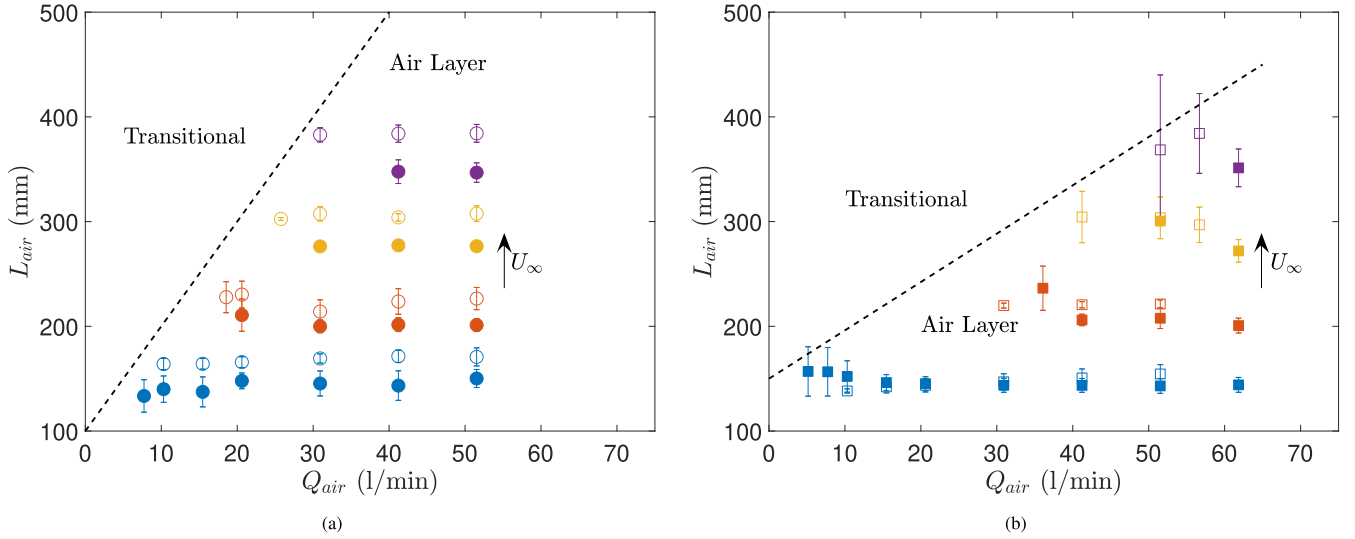 500
400
300
200
100
L_air (mm)
0 10 20 30 40 50 60 70
Q_air (l/min)
Transitional
Air Layer
U_∞
(a)
500
400
300
200
100
L_air (mm)
0 10 20 30 40 50 60 70
Q_air (l/min)
Transitional
Air Layer
U_∞
(b)